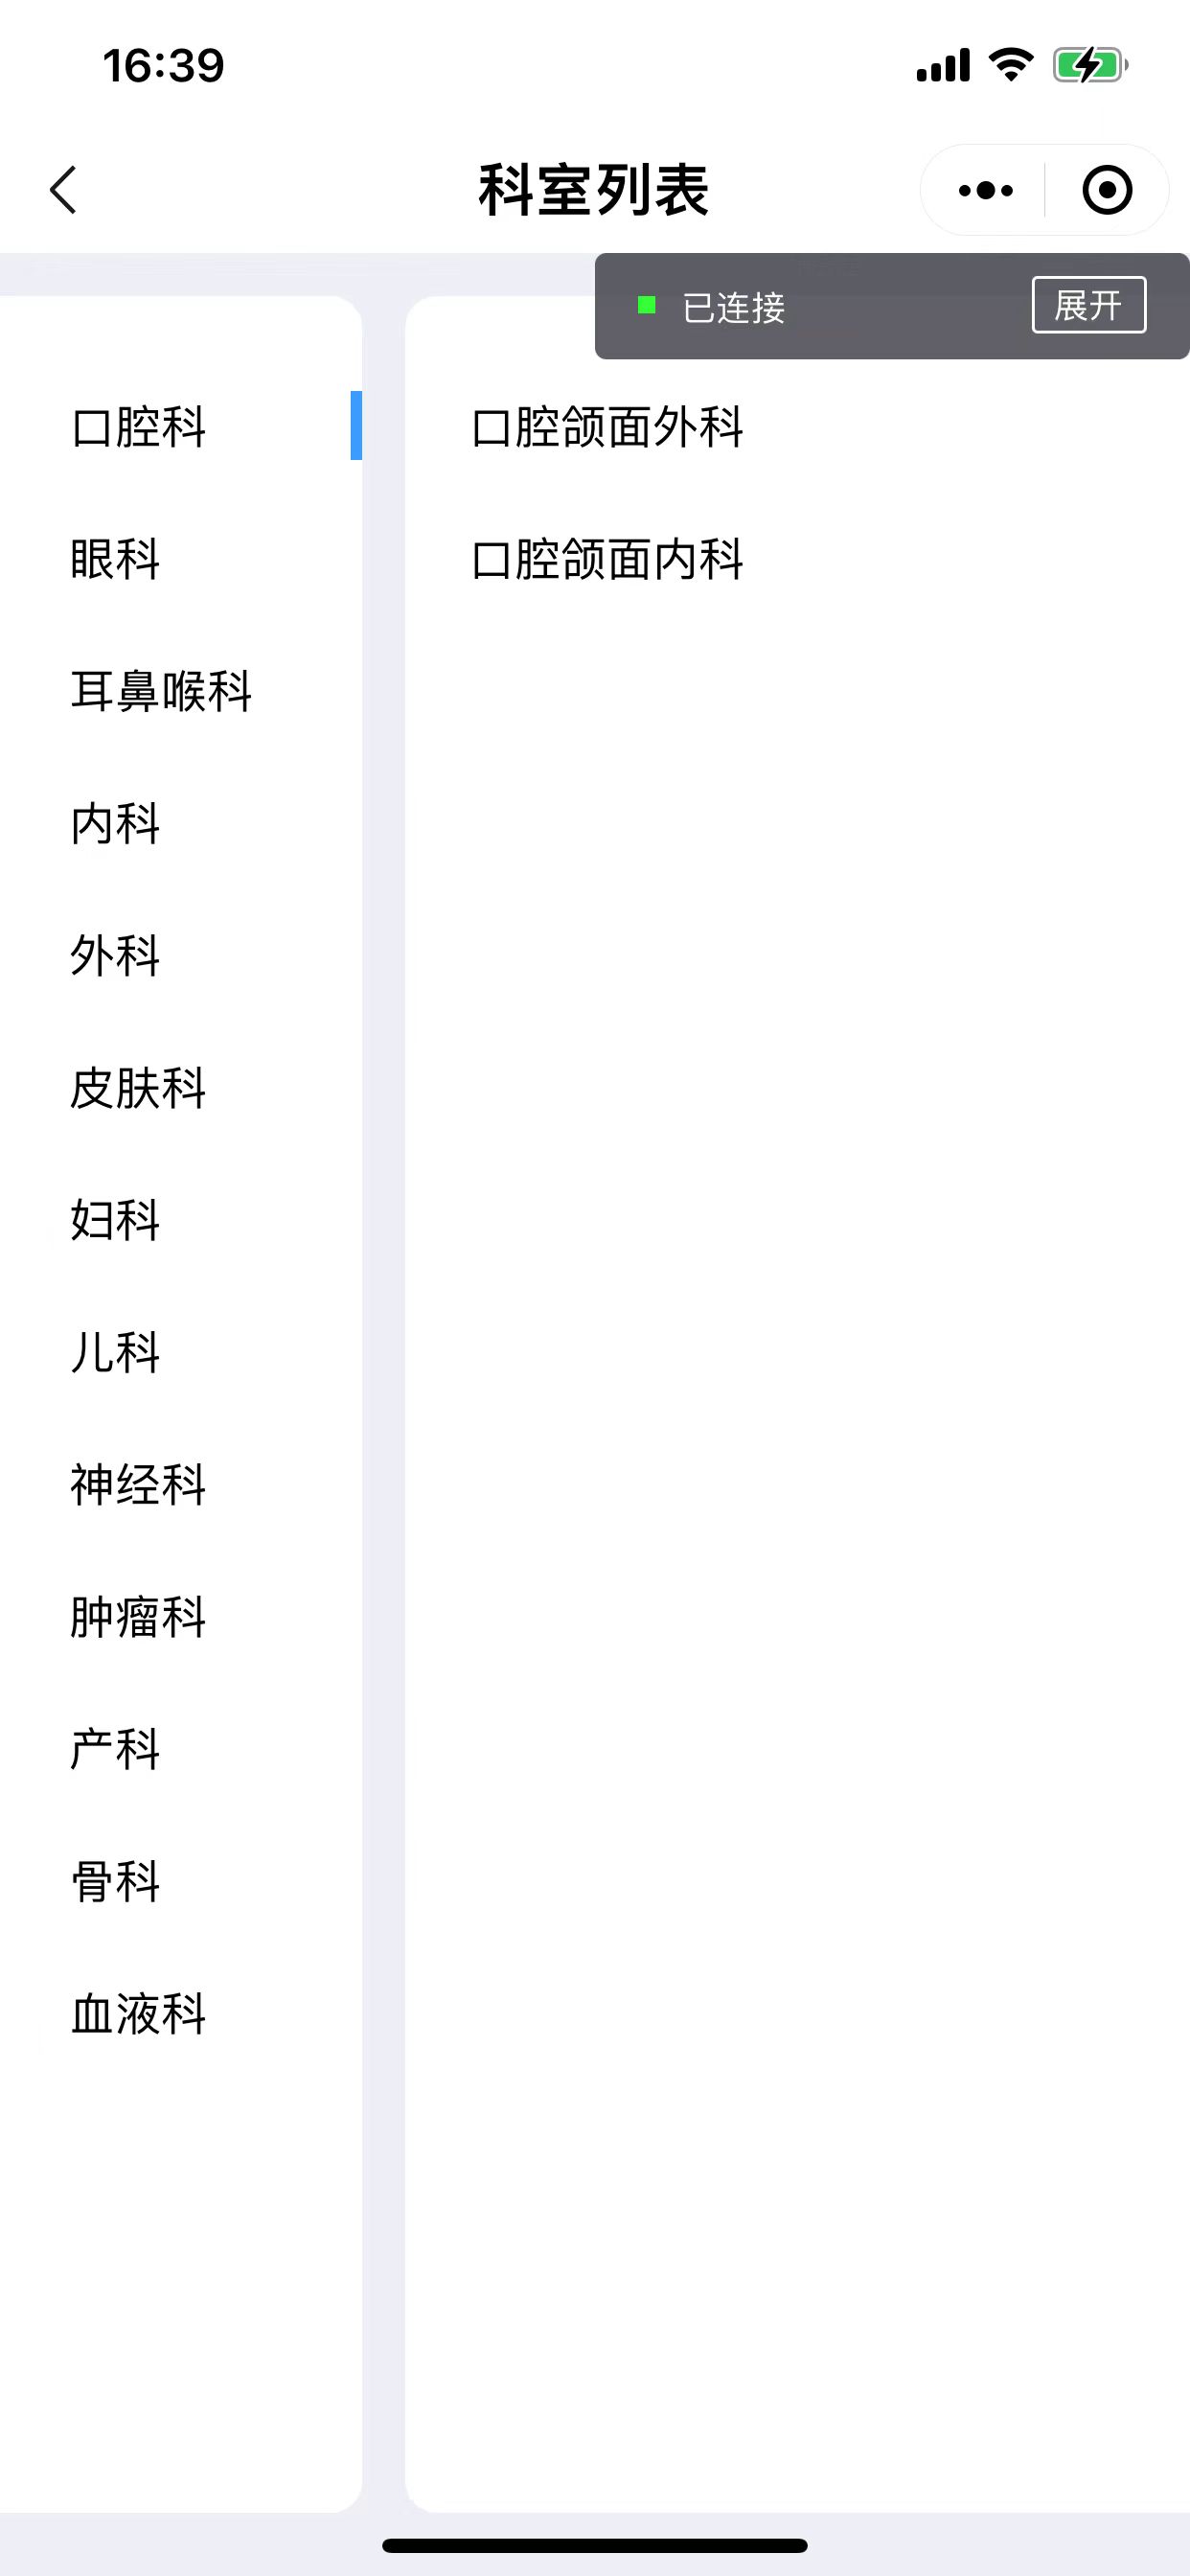 16:39
科室列表
已连接
展开
口腔科
眼科
耳鼻喉科
内科
外科
皮肤科
妇科
儿科
神经科
肿瘤科
产科
骨科
血液科
口腔颌面外科
口腔颌面内科